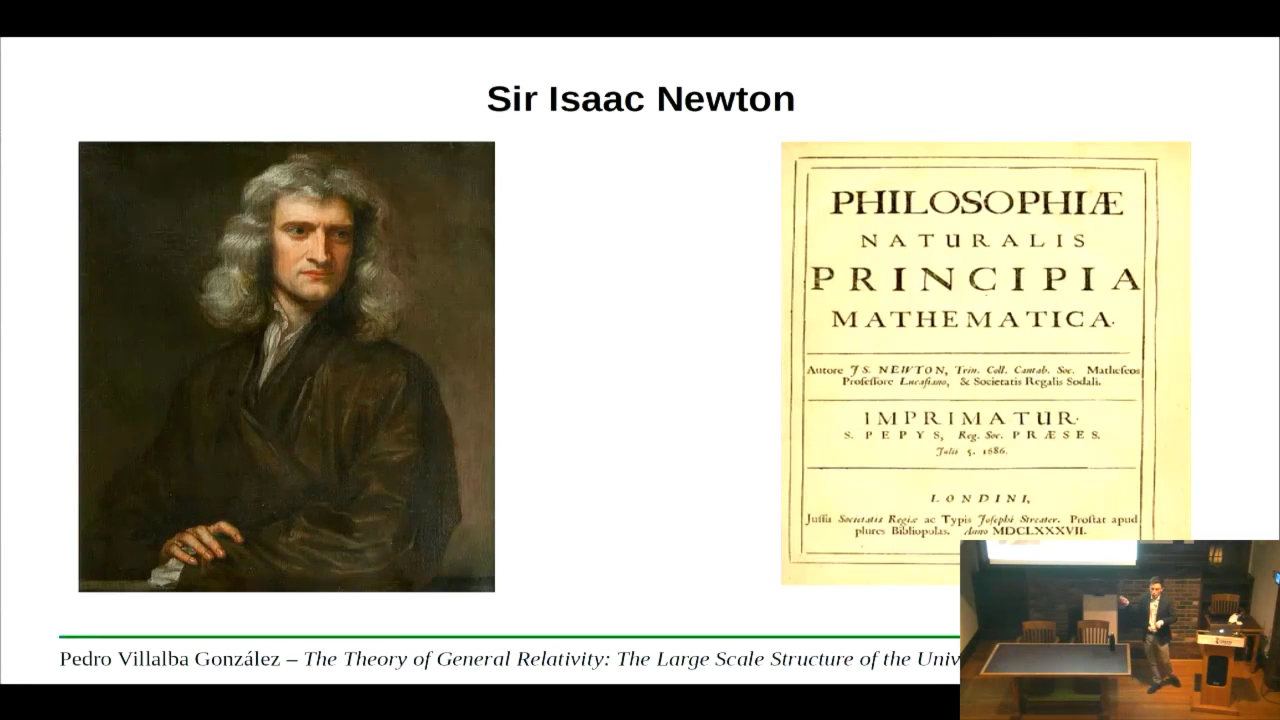 Sir Isaac Newton
PHILOSOPHIÆ
NATURALIS
PRINCIPIA
MATHEMATICA.
Autore JS. NEWTON, Trin. Coll. Cantab. Soc. Matheseos
Professore Lucasiano, & Societatis Regalis Sodali.
IMPRIMATUR.
S. PEPYS, Reg. Soc. PRÆSES.
Julii 5. 1686.
LONDINI,
Jussu Societatis Regiæ ac Typis Josephi Streater. Prostat apud
plures Bibliopolas. Anno MDCLXXXVII.
Pedro Villalba González – The Theory of General Relativity: The Large Scale Structure of the Univ